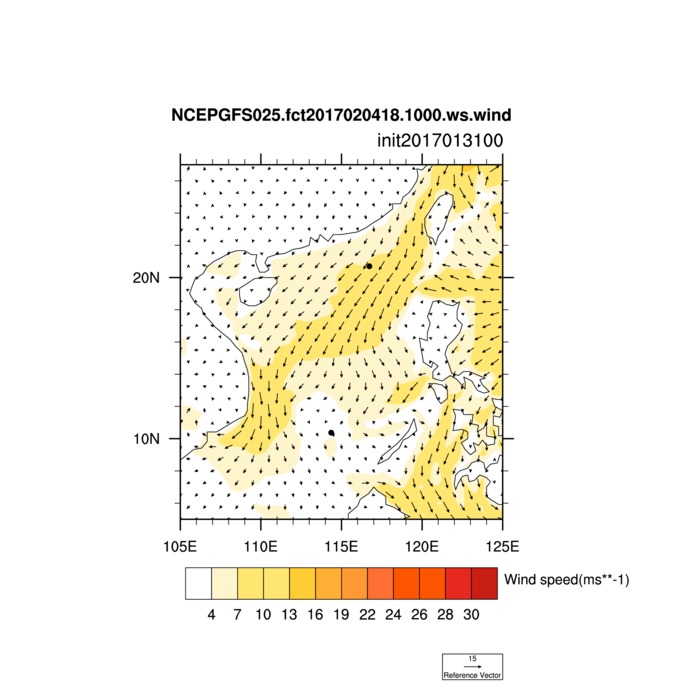 NCEPGFS025.fct2017020418.1000.ws.wind
init2017013100
20N
10N
105E 110E 115E 120E 125E
Wind speed(ms**-1)
4 7 10 13 16 19 22 24 26 28 30
15
Reference Vector